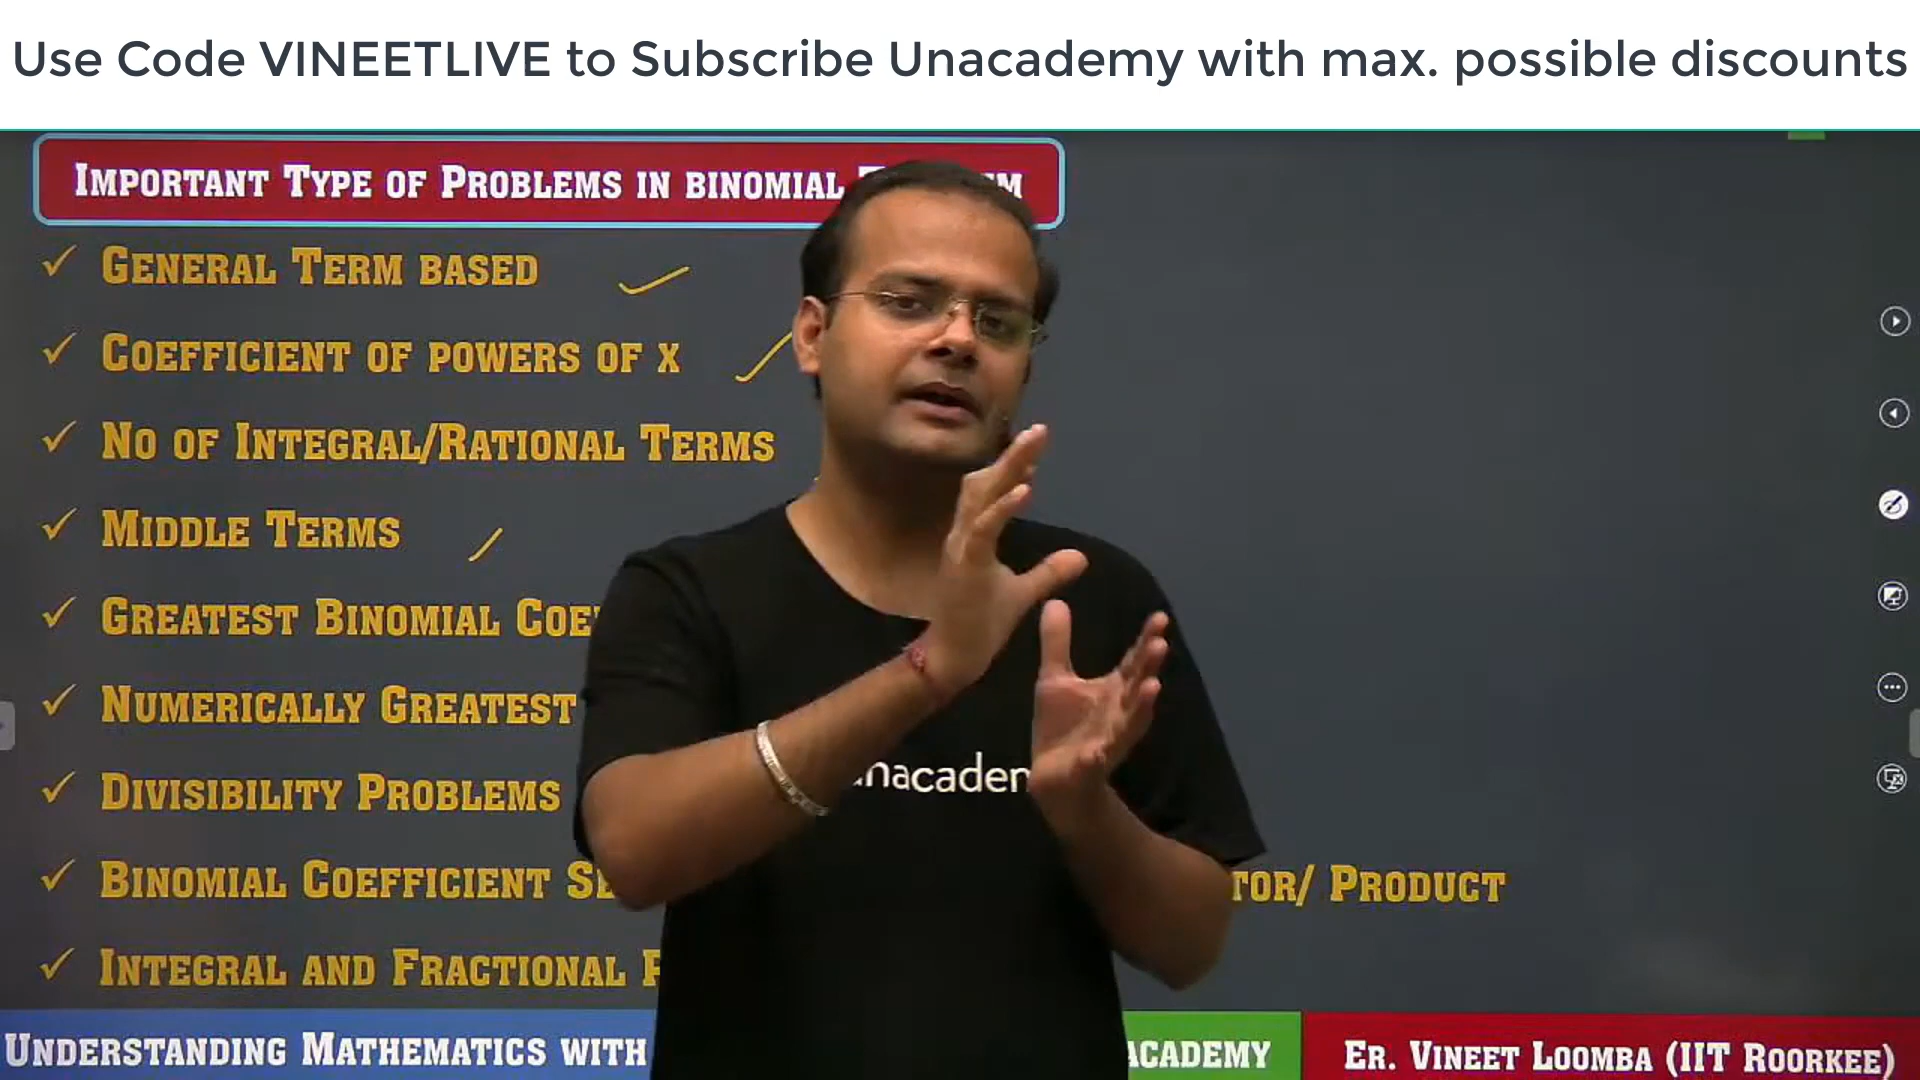 Use Code VINEETLIVE to Subscribe Unacademy with max. possible discounts
IMPORTANT TYPE OF PROBLEMS IN BINOMIAL
GENERAL TERM BASED
COEFFICIENT OF POWERS OF X
NO OF INTEGRAL/RATIONAL TERMS
MIDDLE TERMS
GREATEST BINOMIAL
NUMERICALLY GREATEST
DIVISIBILITY PROBLEMS
BINOMIAL COEFFICIENT PRODUCT
INTEGRAL AND FRACTIONAL
UNDERSTANDING MATHEMATICS WITH
ER. VINEET LOOMBA (IIT ROORKEE)